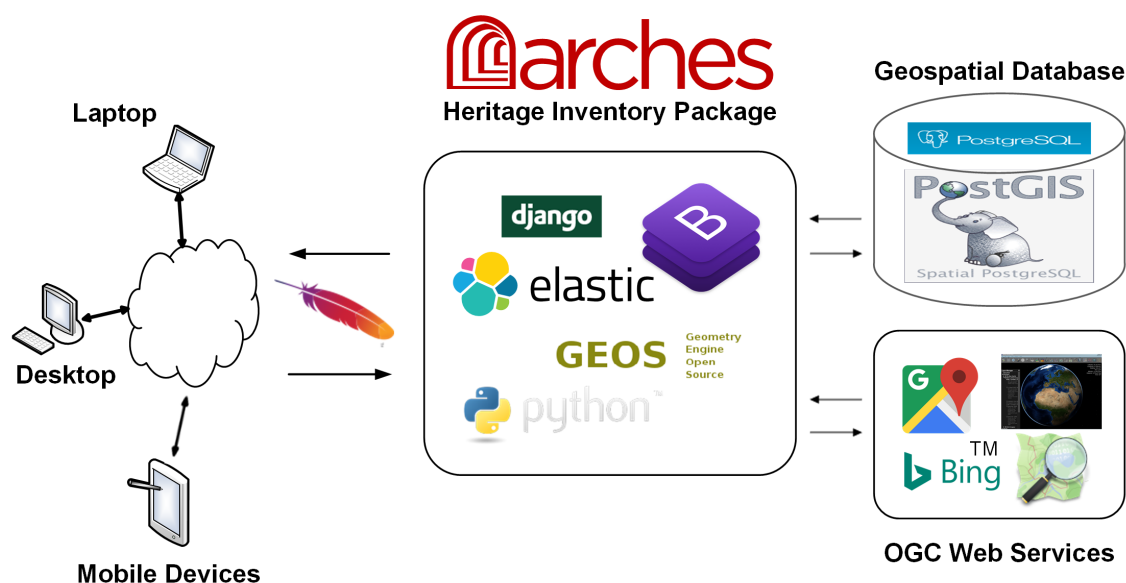 arches
Heritage Inventory Package
Geospatial Database
Laptop
PostgreSQL
PostGIS
Spatial PostgreSQL
django
B
elastic
GEOS
Geometry
Engine
Open
Source
python™
Desktop
Mobile Devices
G
TM
Bing
OGC Web Services